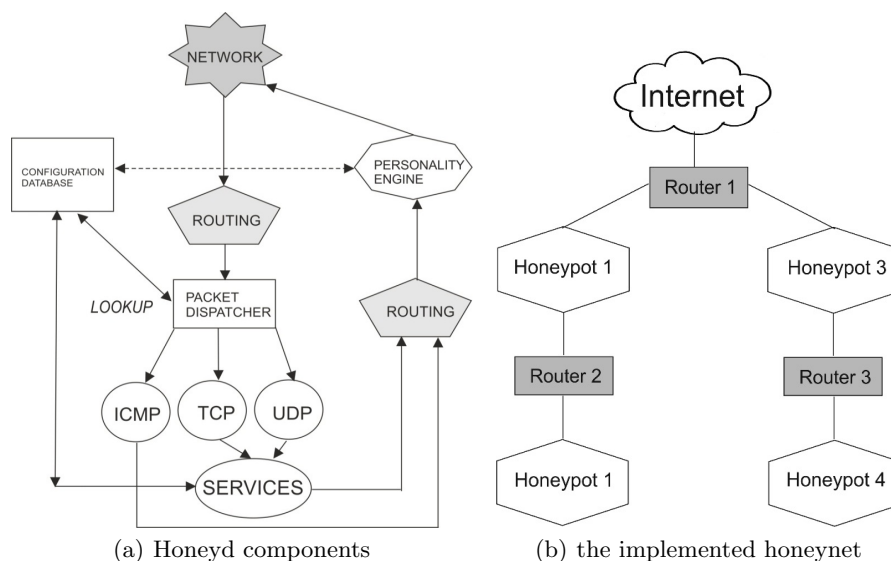 NETWORK
CONFIGURATION
DATABASE
PERSONALITY
ENGINE
ROUTING
LOOKUP
PACKET
DISPATCHER
ROUTING
ICMP
TCP
UDP
SERVICES
(a) Honeyd components
Internet
Router 1
Honeypot 1
Honeypot 3
Router 2
Router 3
Honeypot 1
Honeypot 4
(b) the implemented honeynet